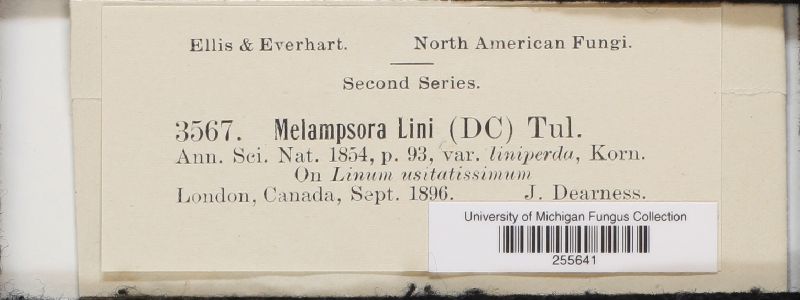 Ellis & Everhart. North American Fungi.
Second Series.
3567. Melampsora Lini (DC) Tul.
Ann. Sci. Nat. 1854, p. 93, var. liniperda, Korn.
On Linum usitatissimum
London, Canada, Sept. 1896. J. Dearness.
University of Michigan Fungus Collection
255641